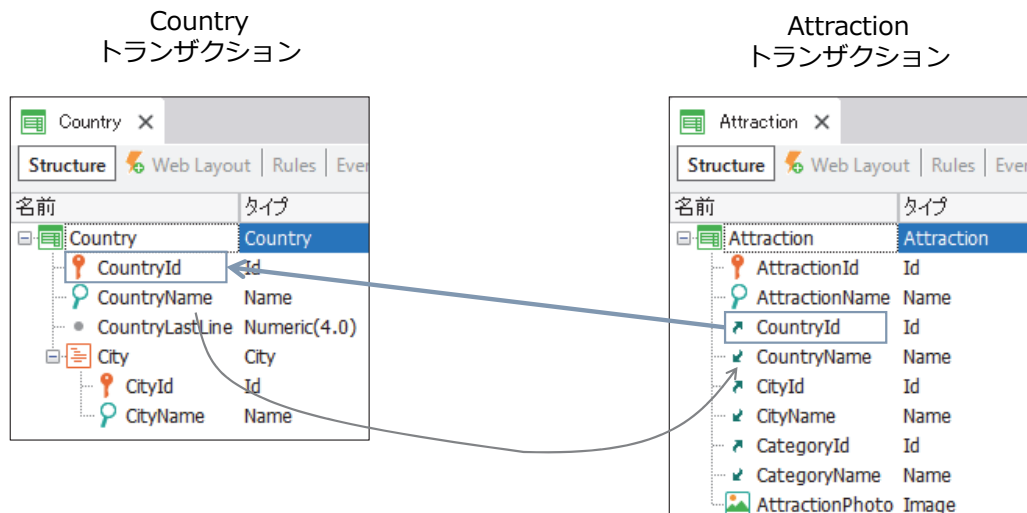 Country
トランザクション
Country
Structure Web Layout Rules Ever
名前 タイプ
Country Country
CountryId Id
CountryName Name
CountryLastLine Numeric(4.0)
City City
CityId Id
CityName Name
Attraction
トランザクション
Attraction
Structure Web Layout Rules Ever
名前 タイプ
Attraction Attraction
AttractionId Id
AttractionName Name
CountryId Id
CountryName Name
CityId Id
CityName Name
CategoryId Id
CategoryName Name
AttractionPhoto Image